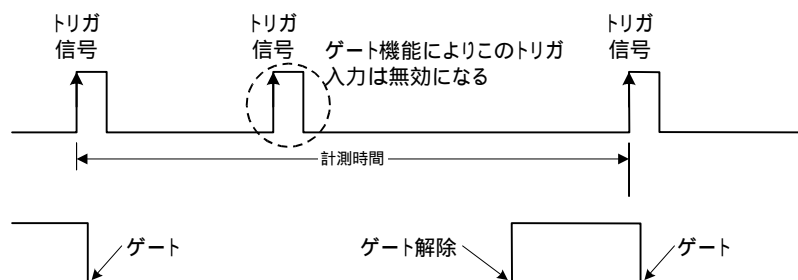 トリガ
信号
トリガ
信号
ゲート機能によりこのトリガ
入力は無効になる
トリガ
信号
計測時間
ゲート
ゲート解除
ゲート